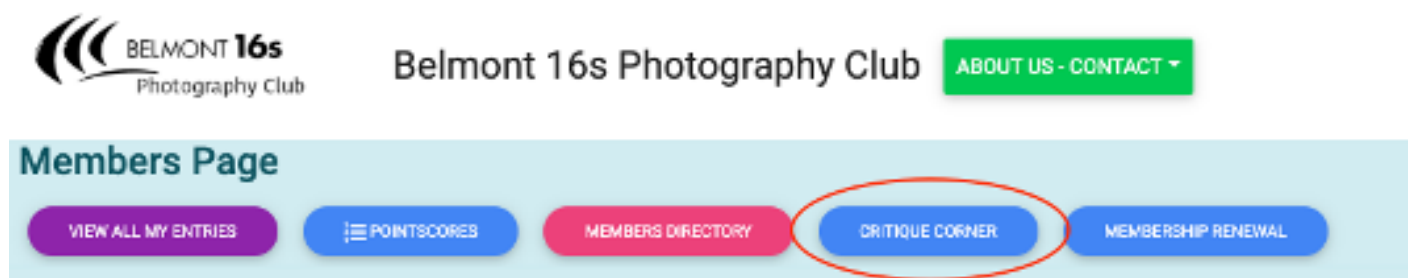 BELMONT 16s
Photography Club
Belmont 16s Photography Club
ABOUT US - CONTACT
Members Page
VIEW ALL MY ENTRIES
POINTSCORES
MEMBERS DIRECTORY
CRITIQUE CORNER
MEMBERSHIP RENEWAL